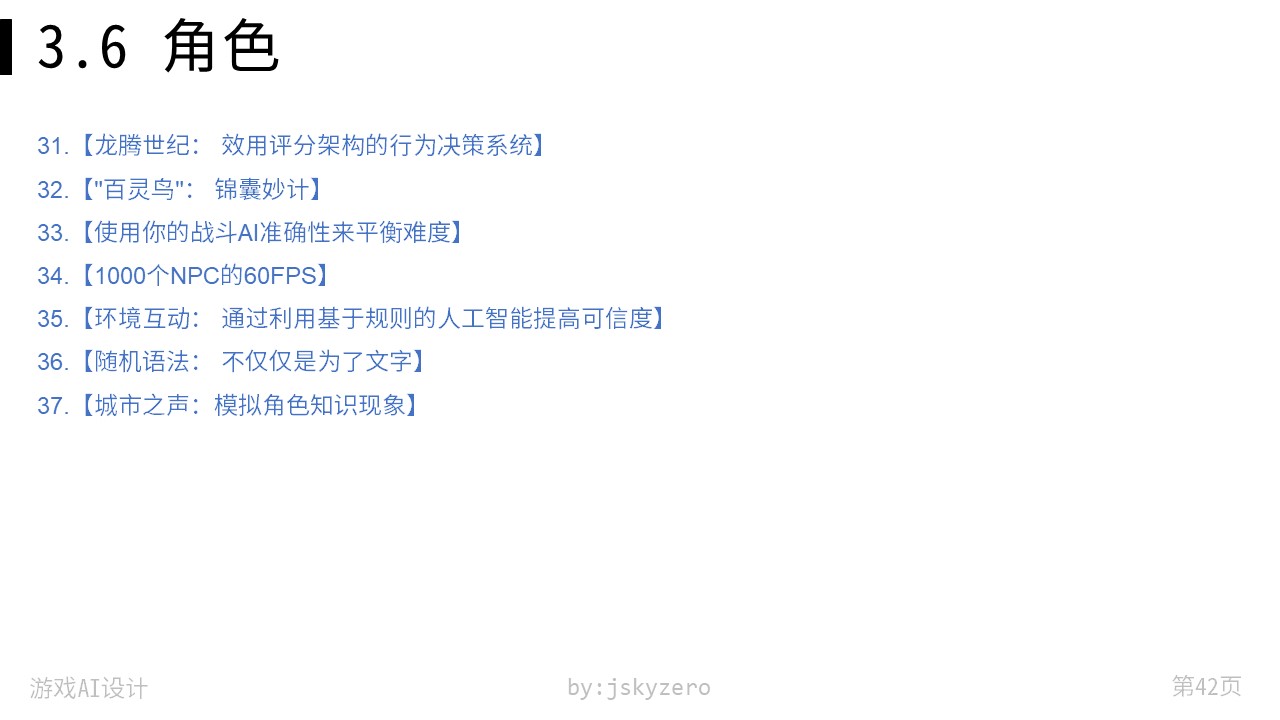 3.6 角色
31.【龙腾世纪： 效用评分架构的行为决策系统】
32.【"百灵鸟"： 锦囊妙计】
33.【使用你的战斗AI准确性来平衡难度】
34.【1000个NPC的60FPS】
35.【环境互动： 通过利用基于规则的人工智能提高可信度】
36.【随机语法： 不仅仅是为了文字】
37.【城市之声：模拟角色知识现象】
游戏AI设计
by:jskyzero
第42页